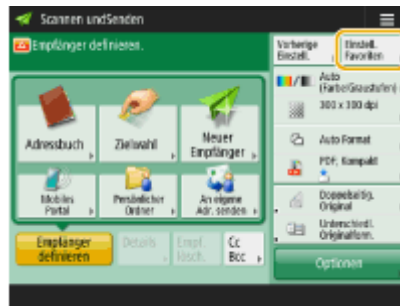 Scannen undSenden
Empfänger definieren.
Vorherige
Einstell.
Einstell.
Favoriten
Auto
(Farbe/Graustufen)
300 x 300 dpi
Auto Format
PDF; Kompakt
Doppelseitig.
Original
Unterschiedl.
Originalform.
Optionen
Adressbuch
Zielwahl
Neuer
Empfänger
Mobiles
Portal
Persönlicher
Ordner
An eigene
Adr. senden
Empfänger
definieren
Details
Empf.
lösch.
Cc
Bcc